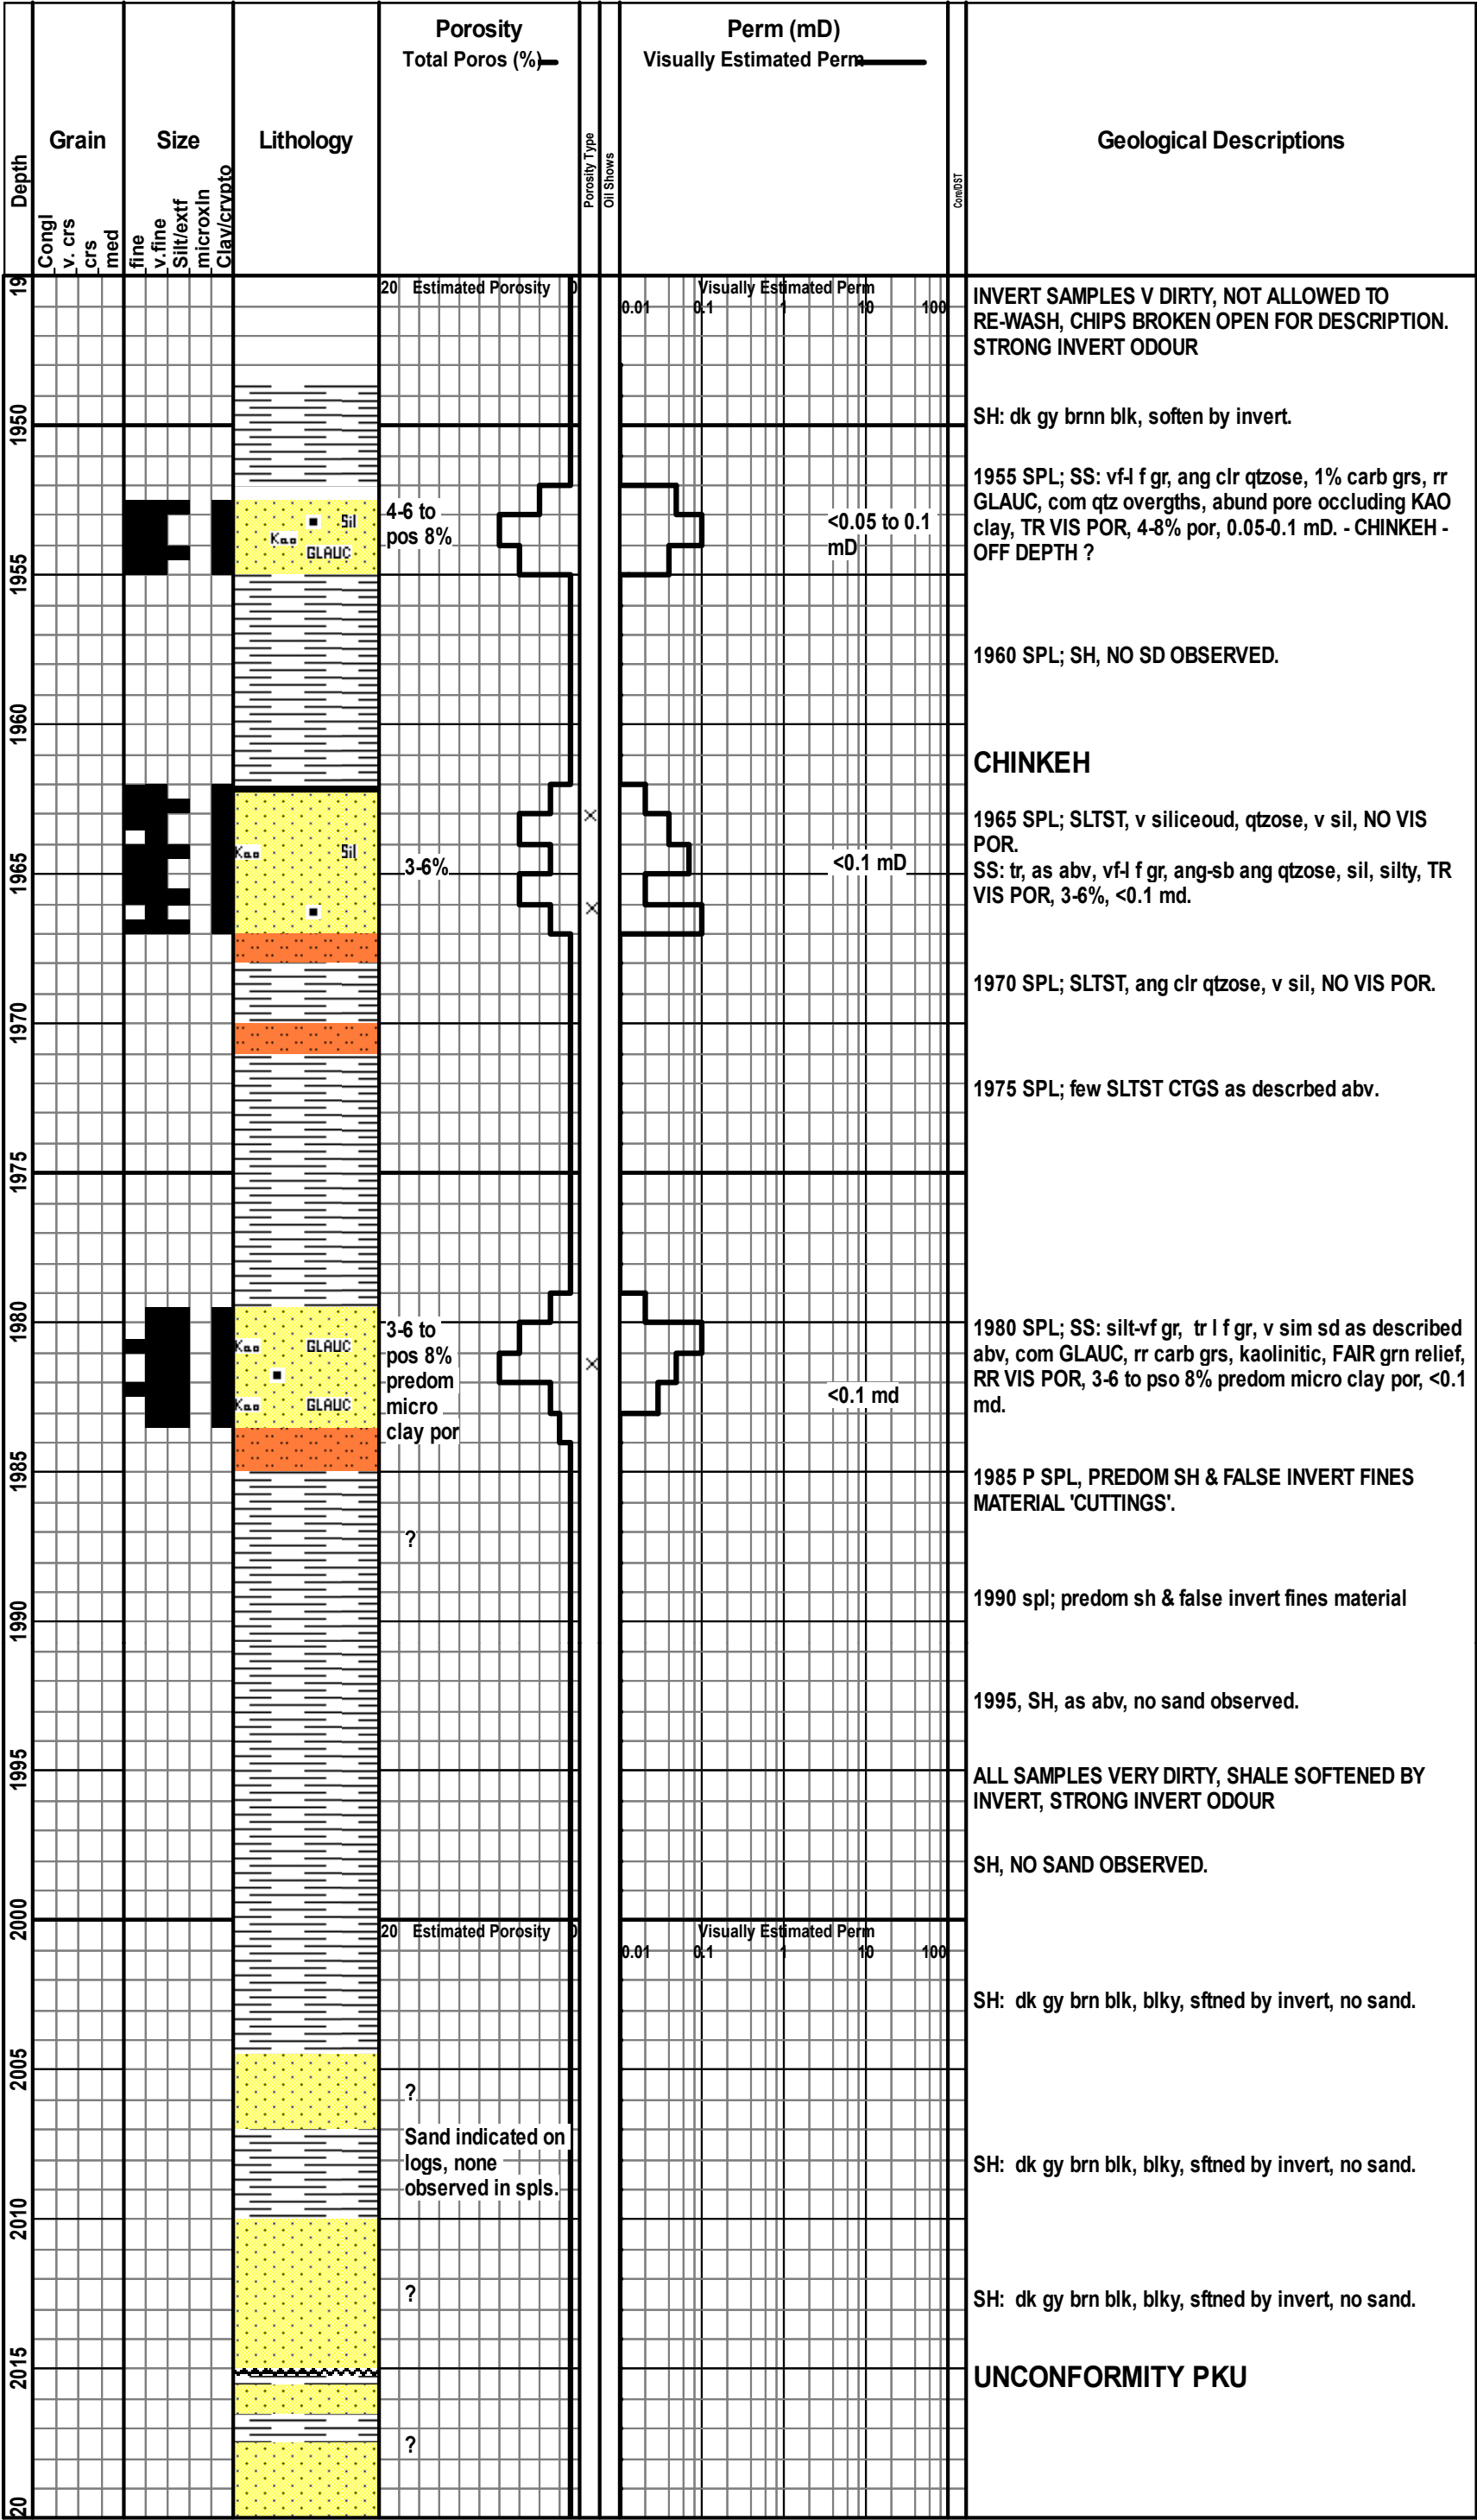 Porosity
Total Poros (%)
Perm (mD)
Visually Estimated Perm
Depth
Grain Size
Lithology
Porosity Type
Oil Shows
Core/DST
Geological Descriptions
Congl
v. crs
crs
med
fine
v.fine
Silt/extf
microxln
Clay/crypto
19
20 Estimated Porosity 0
Visually Estimated Perm
0.01 0.1 1 10 100
INVERT SAMPLES V DIRTY, NOT ALLOWED TO
RE-WASH, CHIPS BROKEN OPEN FOR DESCRIPTION.
STRONG INVERT ODOUR
1950
SH: dk gy brnn blk, soften by invert.
Sil
Kao
GLAUC
4-6 to
pos 8%
<0.05 to 0.1
mD
1955 SPL; SS: vf-l f gr, ang clr qtzose, 1% carb grs, rr
GLAUC, com qtz overgths, abund pore occluding KAO
clay, TR VIS POR, 4-8% por, 0.05-0.1 mD. - CHINKEH -
OFF DEPTH ?
1955
1960 SPL; SH, NO SD OBSERVED.
1960
CHINKEH
Kao Sil
3-6%
<0.1 mD
1965 SPL; SLTST, v siliceoud, qtzose, v sil, NO VIS
POR.
SS: tr, as abv, vf-l f gr, ang-sb ang qtzose, sil, silty, TR
VIS POR, 3-6%, <0.1 md.
1965
1970 SPL; SLTST, ang clr qtzose, v sil, NO VIS POR.
1970
1975 SPL; few SLTST CTGS as descrbed abv.
1975
1980
Kao GLAUC
Kao GLAUC
3-6 to
pos 8%
predom
micro
clay por
<0.1 md
1980 SPL; SS: silt-vf gr, tr l f gr, v sim sd as described
abv, com GLAUC, rr carb grs, kaolinitic, FAIR grn relief,
RR VIS POR, 3-6 to pso 8% predom micro clay por, <0.1
md.
1985
1985 P SPL, PREDOM SH & FALSE INVERT FINES
MATERIAL 'CUTTINGS'.
?
1990 spl; predom sh & false invert fines material
1990
1995, SH, as abv, no sand observed.
1995
ALL SAMPLES VERY DIRTY, SHALE SOFTENED BY
INVERT, STRONG INVERT ODOUR
SH, NO SAND OBSERVED.
2000
20 Estimated Porosity 0
Visually Estimated Perm
0.01 0.1 1 10 100
SH: dk gy brn blk, blky, sftned by invert, no sand.
2005
?
Sand indicated on
logs, none
observed in spls.
SH: dk gy brn blk, blky, sftned by invert, no sand.
2010
?
SH: dk gy brn blk, blky, sftned by invert, no sand.
2015
UNCONFORMITY PKU
?
20